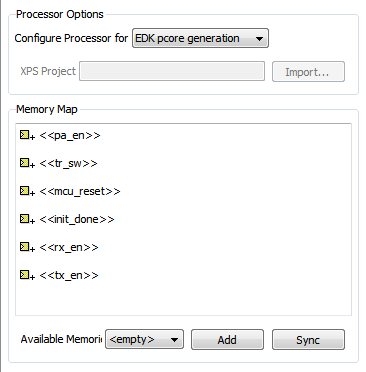 Processor Options
Configure Processor for EDK pcore generation
XPS Project Import...
Memory Map
<<pa_en>>
<<tr_sw>>
<<mcu_reset>>
<<init_done>>
<<rx_en>>
<<tx_en>>
Available Memori <empty> Add Sync